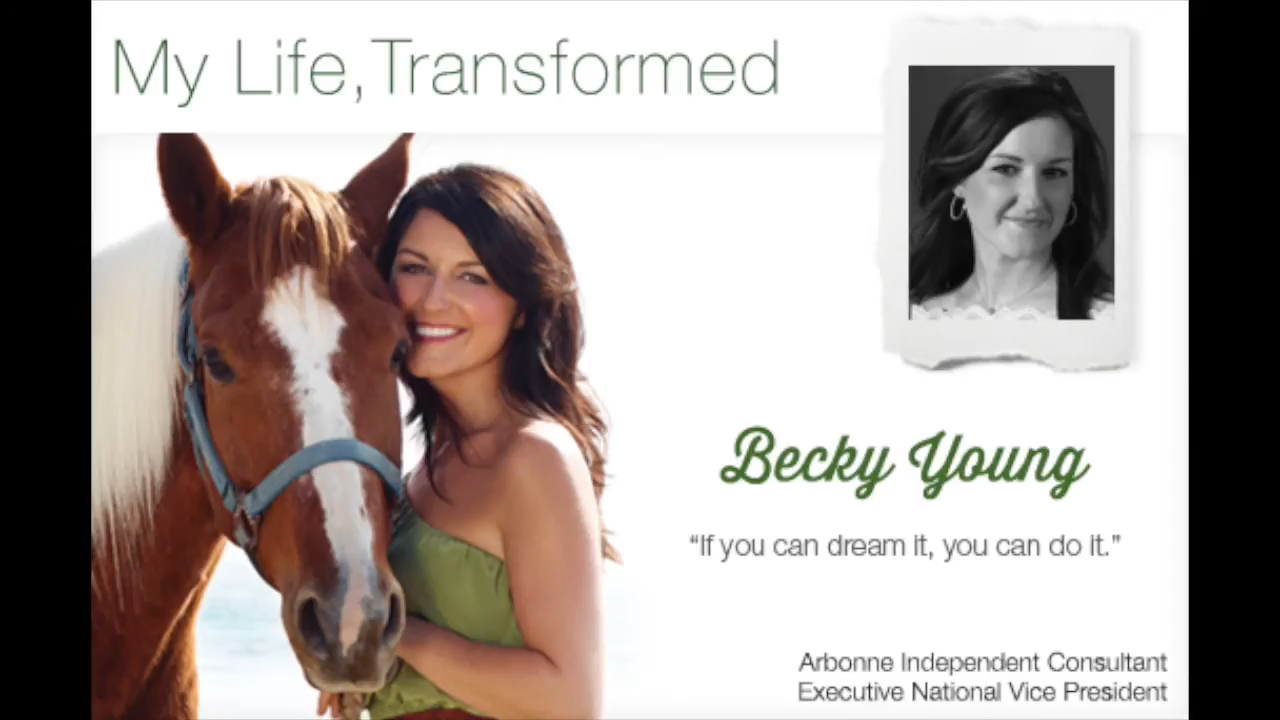 My Life, Transformed
Becky Young
“If you can dream it, you can do it.”
Arbonne Independent Consultant
Executive National Vice President